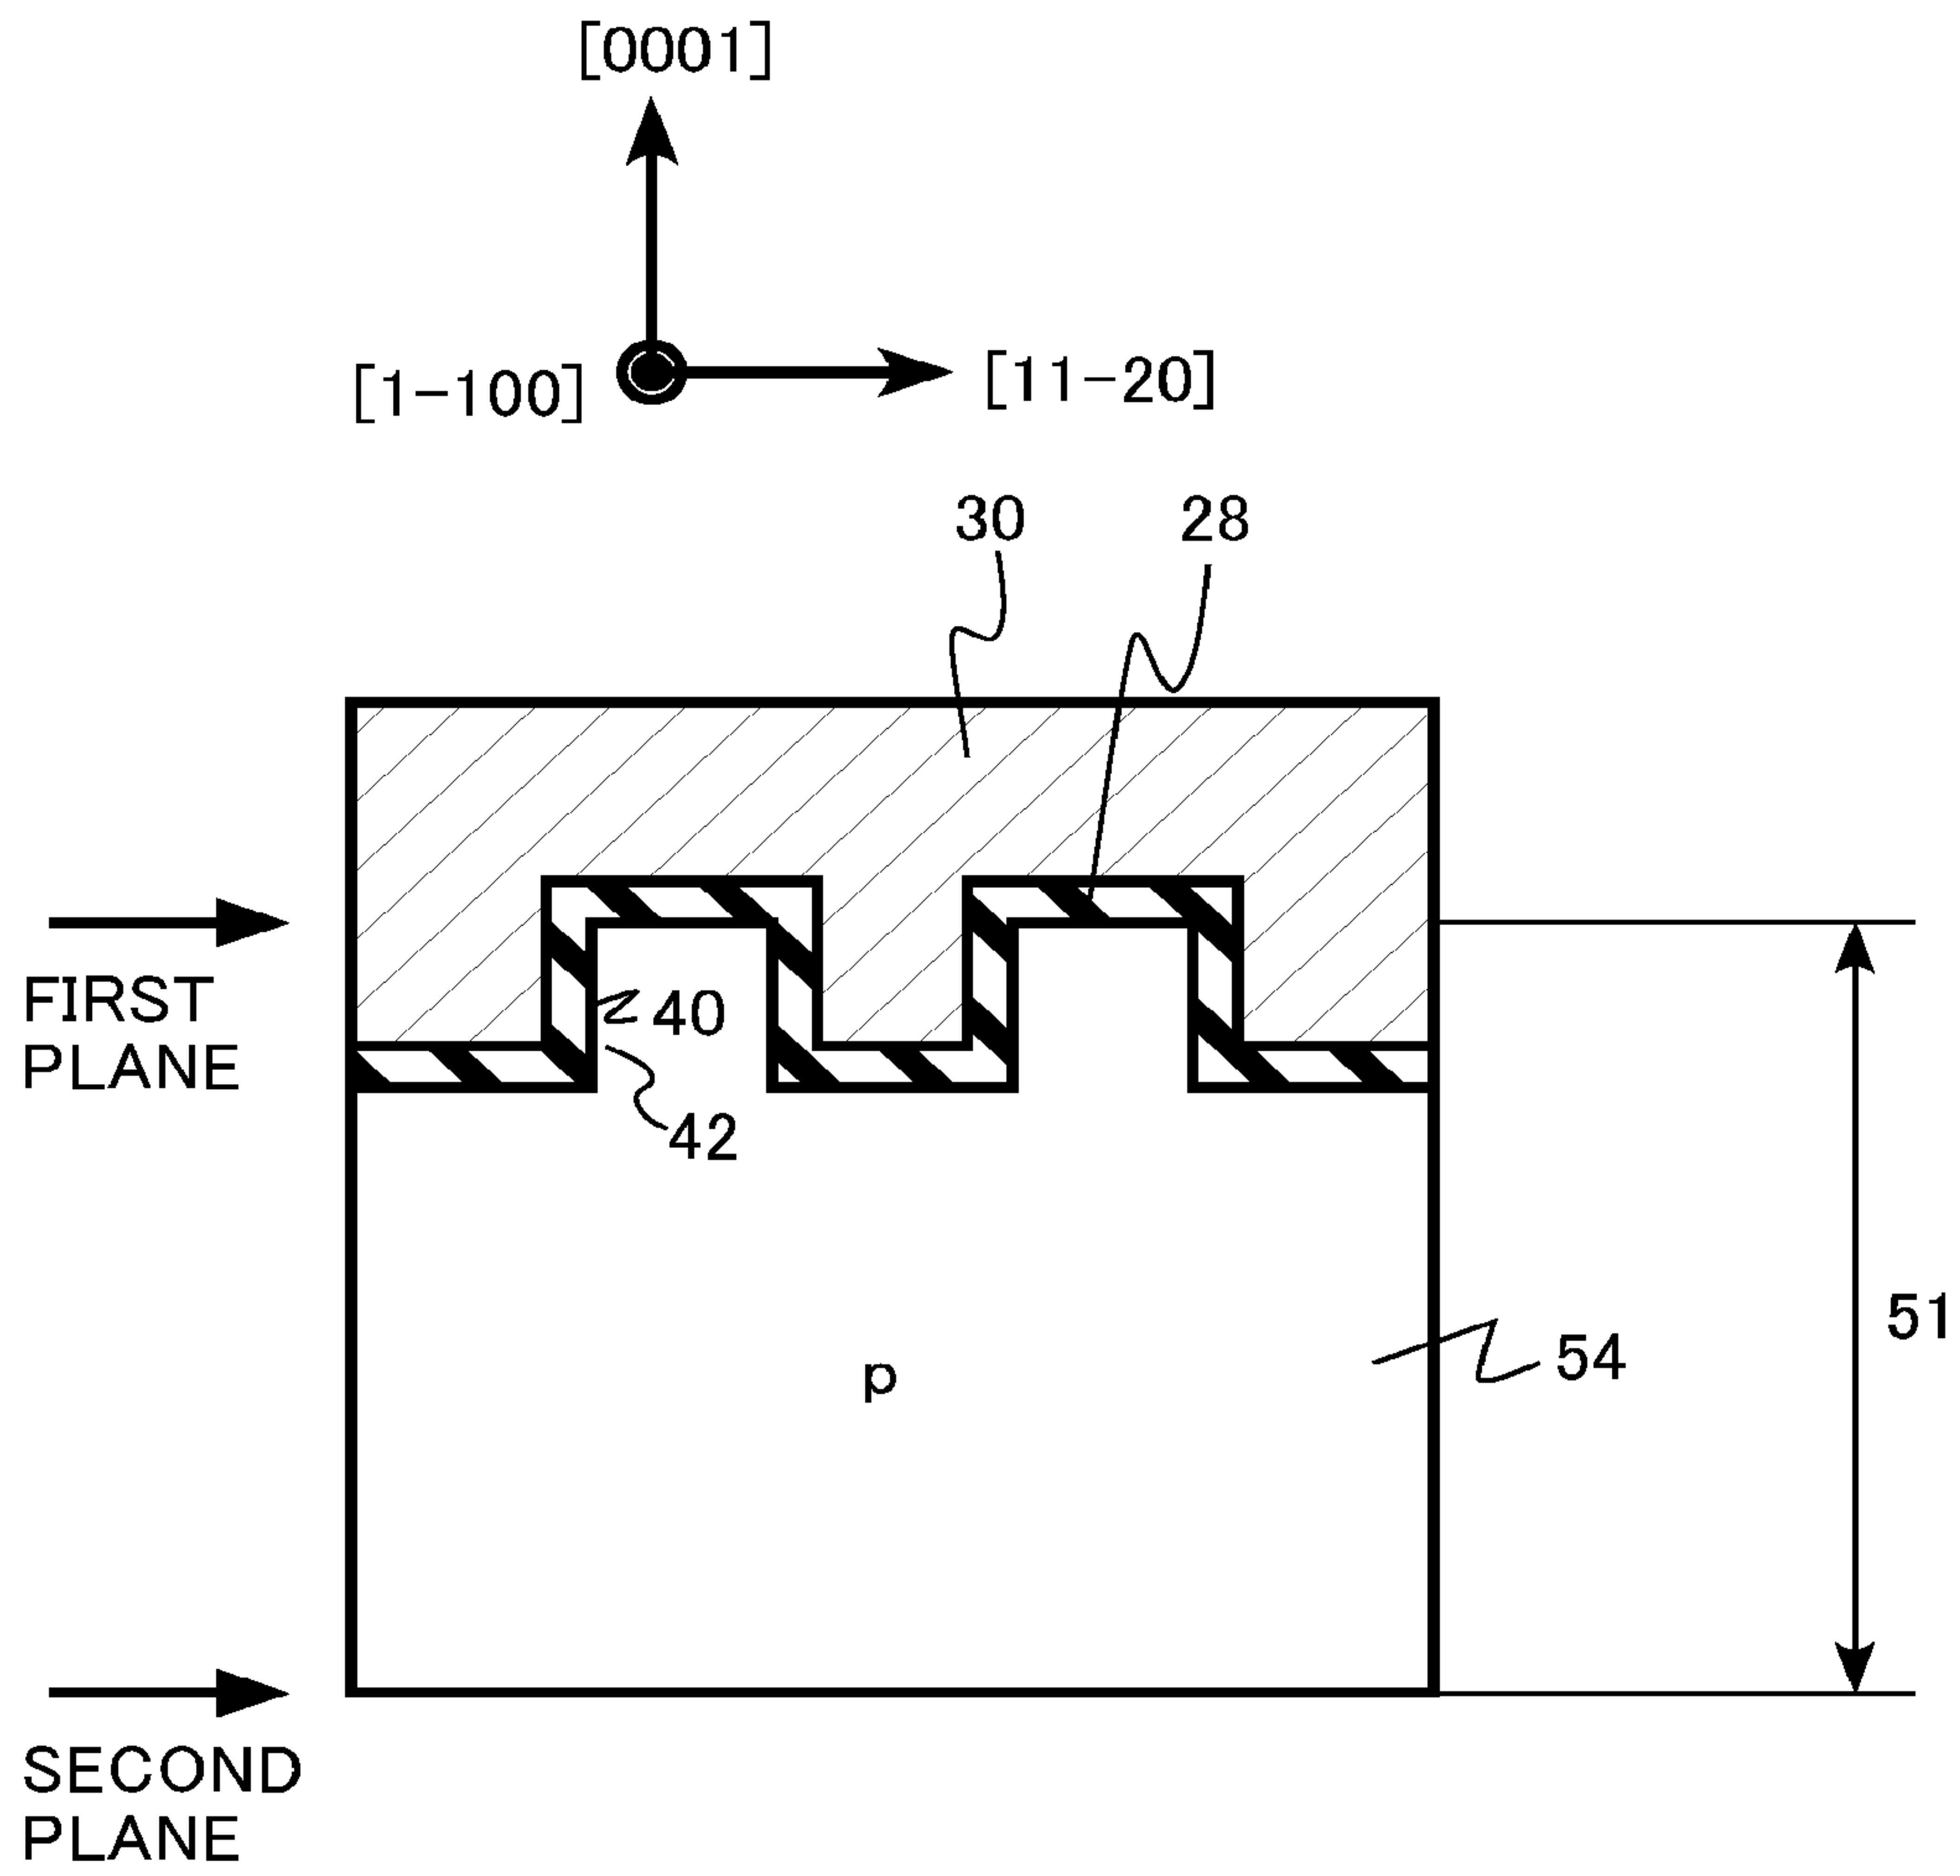 [0001]
[1-100]
[11-20]
30
28
FIRST
PLANE
40
42
51
54
p
SECOND
PLANE